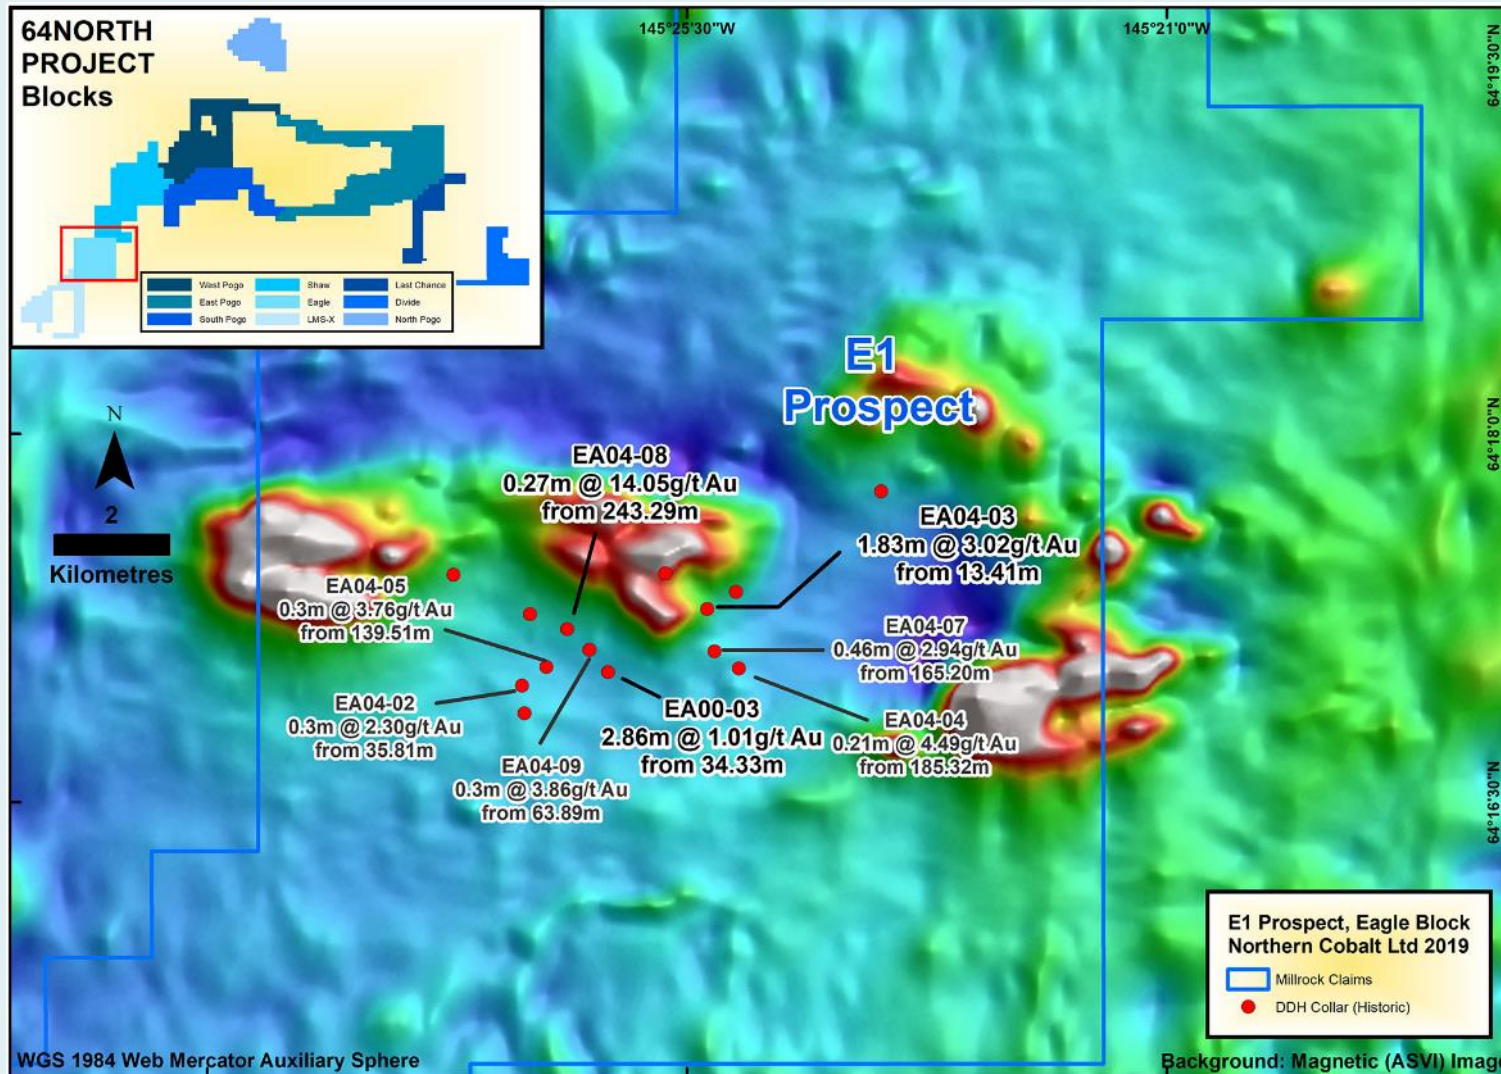 64NORTH
PROJECT
Blocks
West Pogo
Shaw
Last Chance
East Pogo
Eagle
Divide
South Pogo
LMS-X
North Pogo
145°25'30"W
145°21'0"W
64°19'30"N
64°18'0"N
64°16'30"N
E1
Prospect
N
2
Kilometres
EA04-08
0.27m @ 14.05g/t Au
from 243.29m
EA04-03
1.83m @ 3.02g/t Au
from 13.41m
EA04-05
0.3m @ 3.76g/t Au
from 139.51m
EA04-07
0.46m @ 2.94g/t Au
from 165.20m
EA04-02
0.3m @ 2.30g/t Au
from 35.81m
EA00-03
2.86m @ 1.01g/t Au
from 34.33m
EA04-04
0.21m @ 4.49g/t Au
from 185.32m
EA04-09
0.3m @ 3.86g/t Au
from 63.89m
E1 Prospect, Eagle Block
Northern Cobalt Ltd 2019
Millrock Claims
DDH Collar (Historic)
WGS 1984 Web Mercator Auxiliary Sphere
Background: Magnetic (ASVI) Image